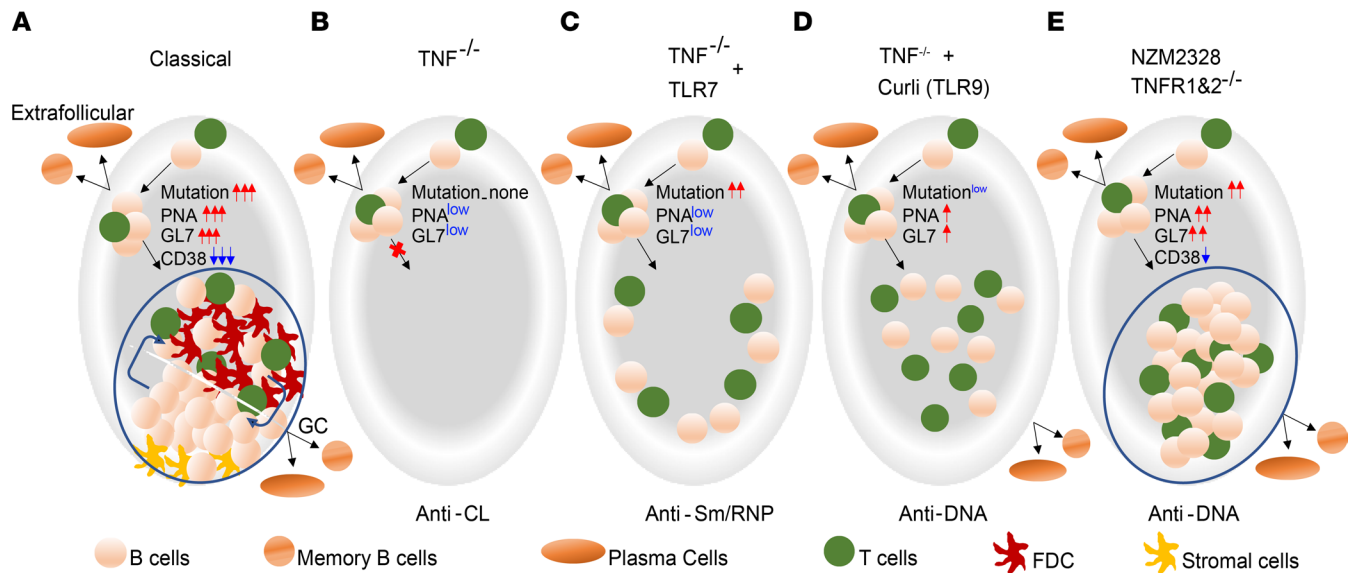 A
Classical
Extrafollicular
Mutation ↑↑↑
PNA ↑↑↑
GL7 ↑↑↑
CD38 ↓↓↓
GC
B
TNF-/-
Mutation_none
PNAlow
GL7low
Anti-CL
C
TNF-/- +
TLR7
Mutation ↑↑
PNAlow
GL7low
Anti-Sm/RNP
D
TNF-/- +
Curli (TLR9)
Mutationlow
PNA ↑
GL7 ↑
Anti-DNA
E
NZM2328
TNFR1&2-/-
Mutation ↑↑
PNA ↑↑
GL7 ↑↑
CD38 ↓
Anti-DNA
B cells
Memory B cells
Plasma Cells
T cells
FDC
Stromal cells